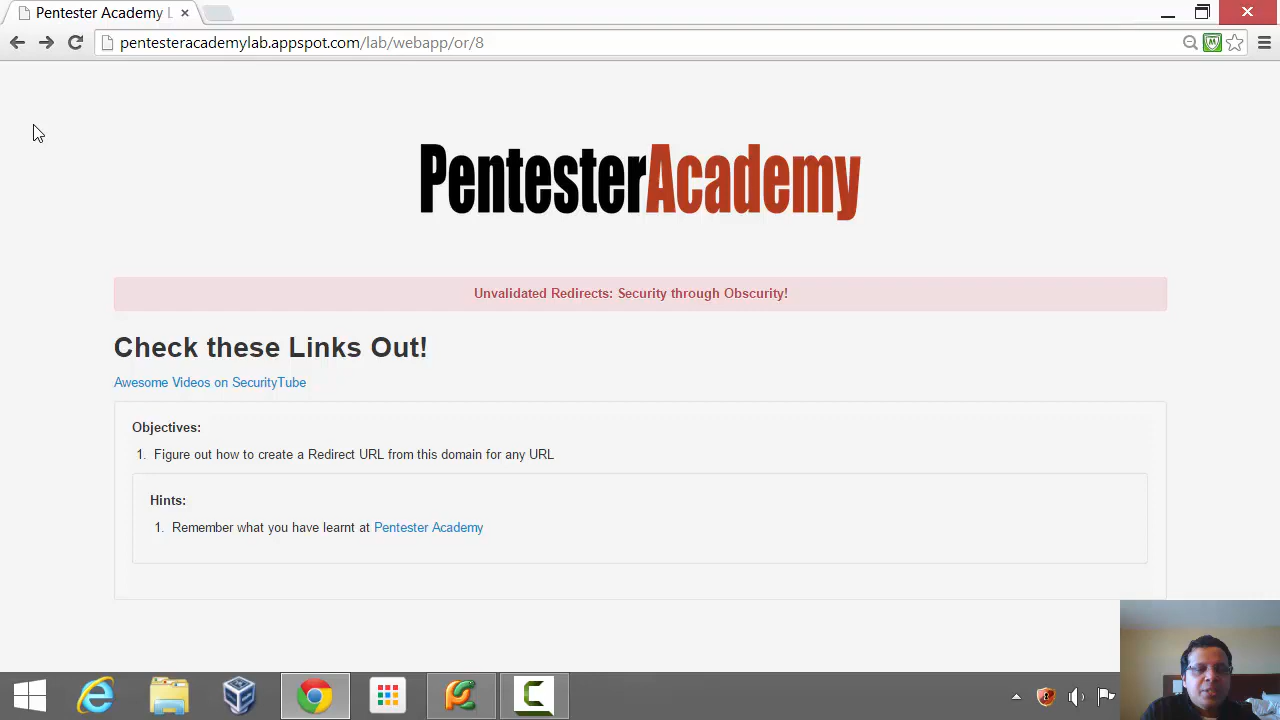 Pentester Academy L
pentesteracademylab.appspot.com/lab/webapp/or/8
PentesterAcademy
Unvalidated Redirects: Security through Obscurity!
Check these Links Out!
Awesome Videos on SecurityTube
Objectives:
1. Figure out how to create a Redirect URL from this domain for any URL
Hints:
1. Remember what you have learnt at Pentester Academy